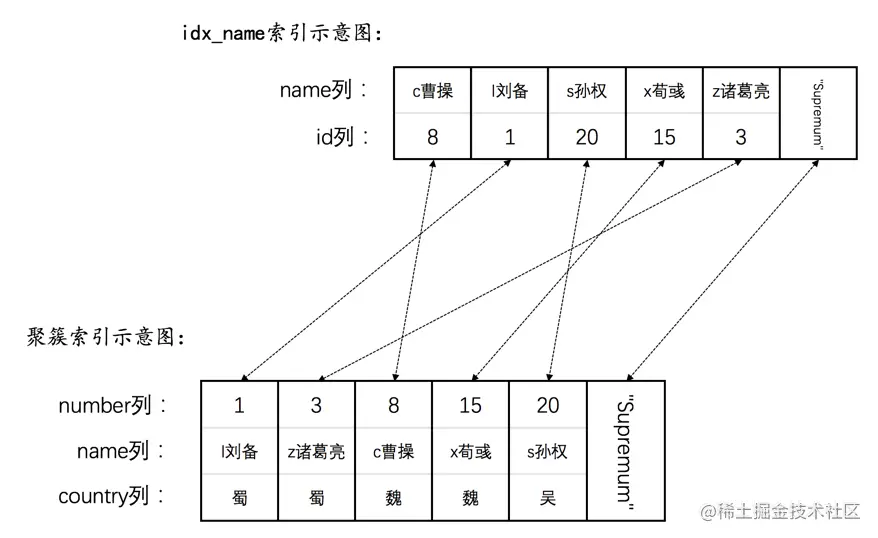 idx_name索引示意图：
name列： c曹操 l刘备 s孙权 x荀彧 z诸葛亮 "Supremum"
id列： 8 1 20 15 3
聚簇索引示意图：
number列： 1 3 8 15 20 "Supremum"
name列： l刘备 z诸葛亮 c曹操 x荀彧 s孙权
country列： 蜀 蜀 魏 魏 吴
@稀土掘金技术社区